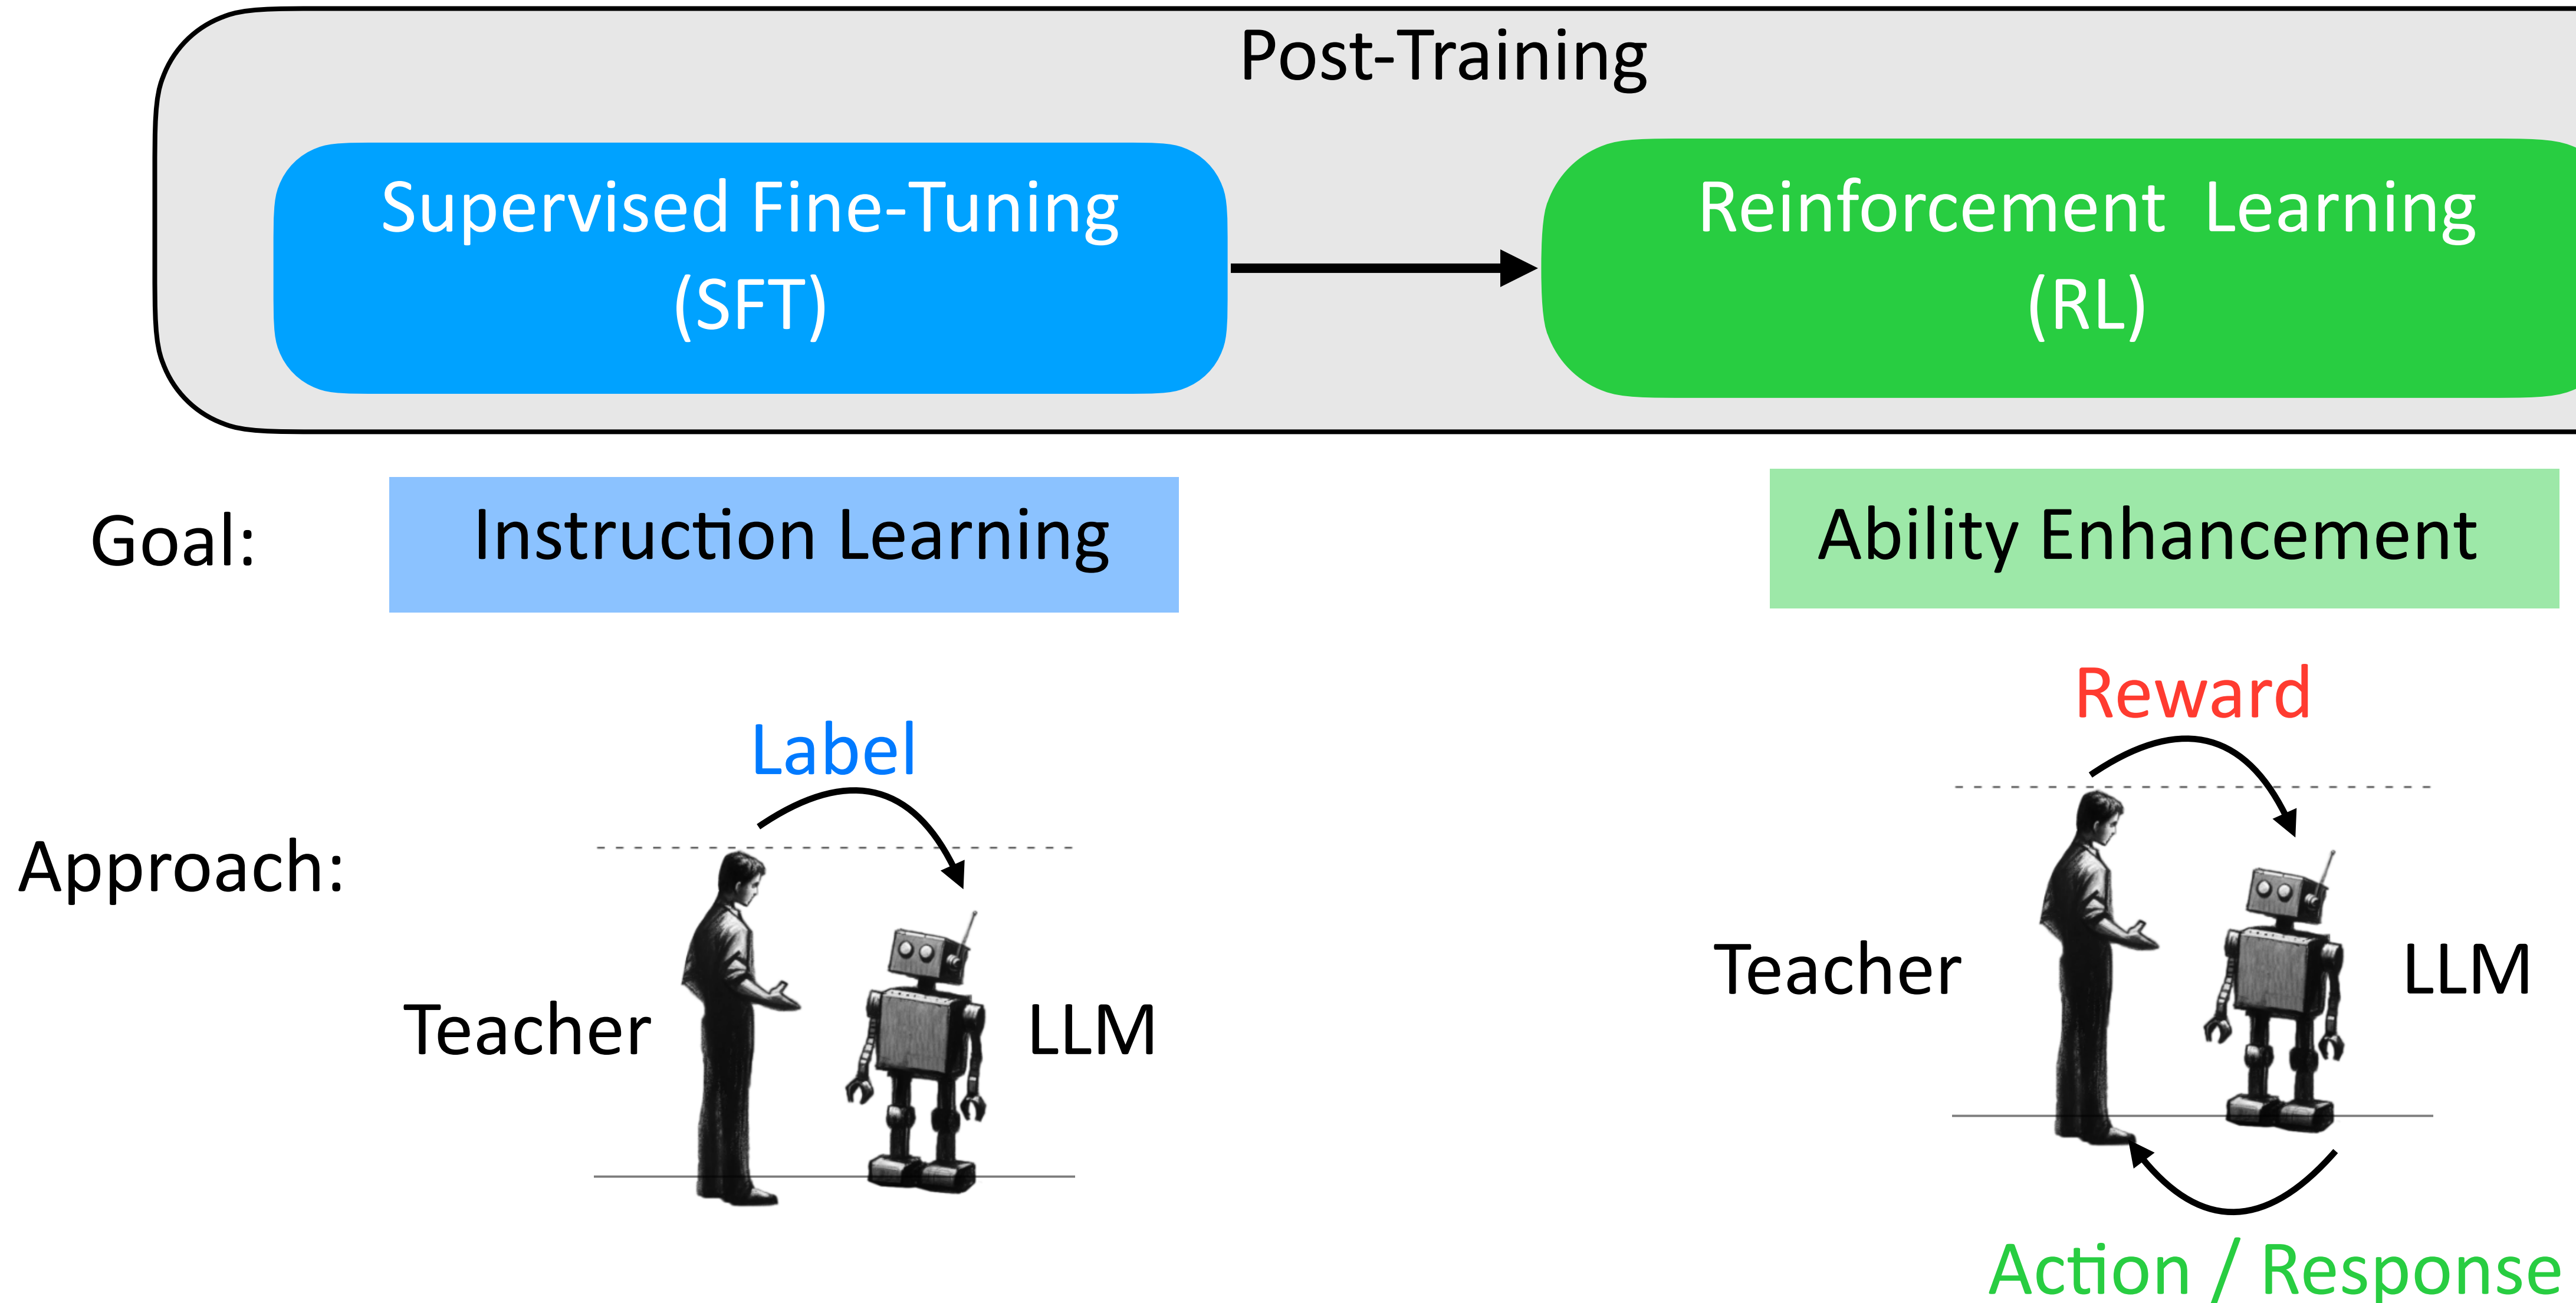 Post-Training
Supervised Fine-Tuning
(SFT)
Reinforcement Learning
(RL)
Goal:
Instruction Learning
Ability Enhancement
Approach:
Label
Teacher
LLM
Reward
Teacher
LLM
Action / Response